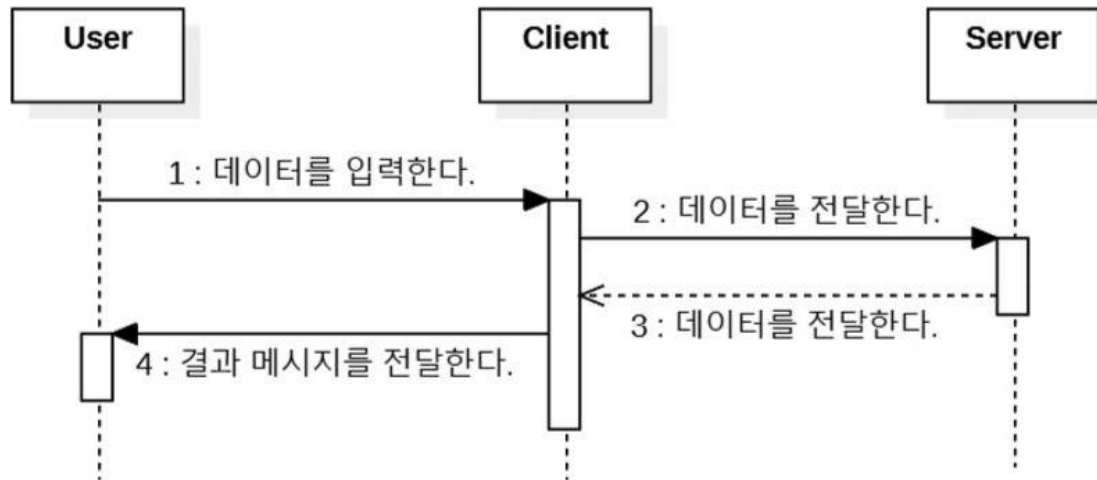 User
Client
Server
1 : 데이터를 입력한다.
2 : 데이터를 전달한다.
3 : 데이터를 전달한다.
4 : 결과 메시지를 전달한다.